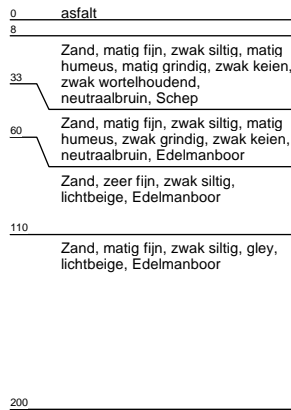 0 asfalt
8
Zand, matig fijn, zwak siltig, matig
humeus, matig grindig, zwak keien,
33 zwak wortelhoudend,
neutraalbruin, Schep
Zand, matig fijn, zwak siltig, matig
60 humeus, zwak grindig, zwak keien,
neutraalbruin, Edelmanboor
Zand, zeer fijn, zwak siltig,
lichtbeige, Edelmanboor
110
Zand, matig fijn, zwak siltig, gley,
lichtbeige, Edelmanboor
200